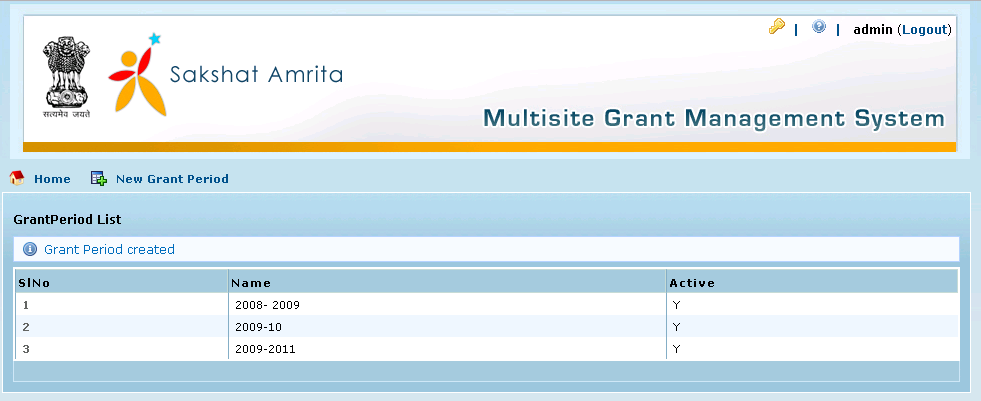 | | admin (Logout)
सत्यमेव जयते
Sakshat Amrita
Multisite Grant Management System
Home New Grant Period
GrantPeriod List
Grant Period created
SlNo Name Active
1 2008- 2009 Y
2 2009-10 Y
3 2009-2011 Y